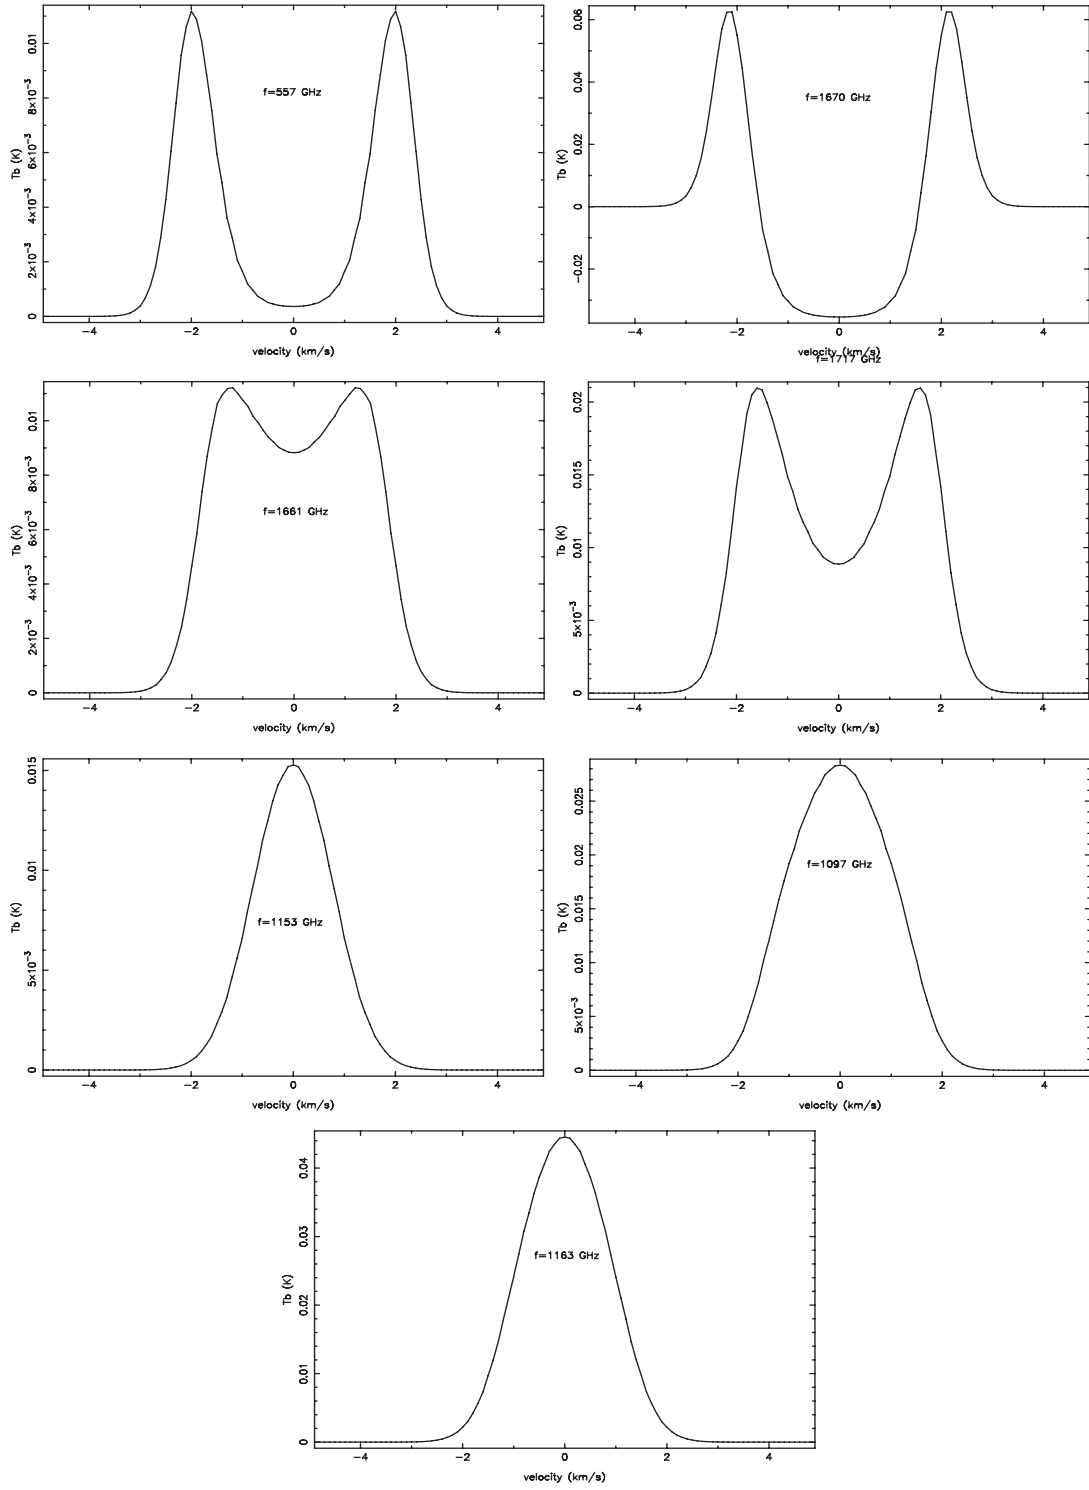 0.01
8×10−3
6×10−3
4×10−3
2×10−3
0
Tb (K)
f=557 GHz
−4 −2 0 2 4
velocity (km/s)
0.06
0.04
0.02
0
−0.02
Tb (K)
f=1670 GHz
−4 −2 0 2 4
velocity (km/s)
f=1717 GHz
0.01
8×10−3
6×10−3
4×10−3
2×10−3
0
Tb (K)
f=1661 GHz
−4 −2 0 2 4
velocity (km/s)
0.02
0.015
0.01
5×10−3
0
Tb (K)
−4 −2 0 2 4
velocity (km/s)
0.015
0.01
5×10−3
0
Tb (K)
f=1153 GHz
−4 −2 0 2 4
velocity (km/s)
0.025
0.02
0.015
0.01
5×10−3
0
Tb (K)
f=1097 GHz
−4 −2 0 2 4
velocity (km/s)
0.04
0.03
0.02
0.01
0
Tb (K)
f=1163 GHz
−4 −2 0 2 4
velocity (km/s)